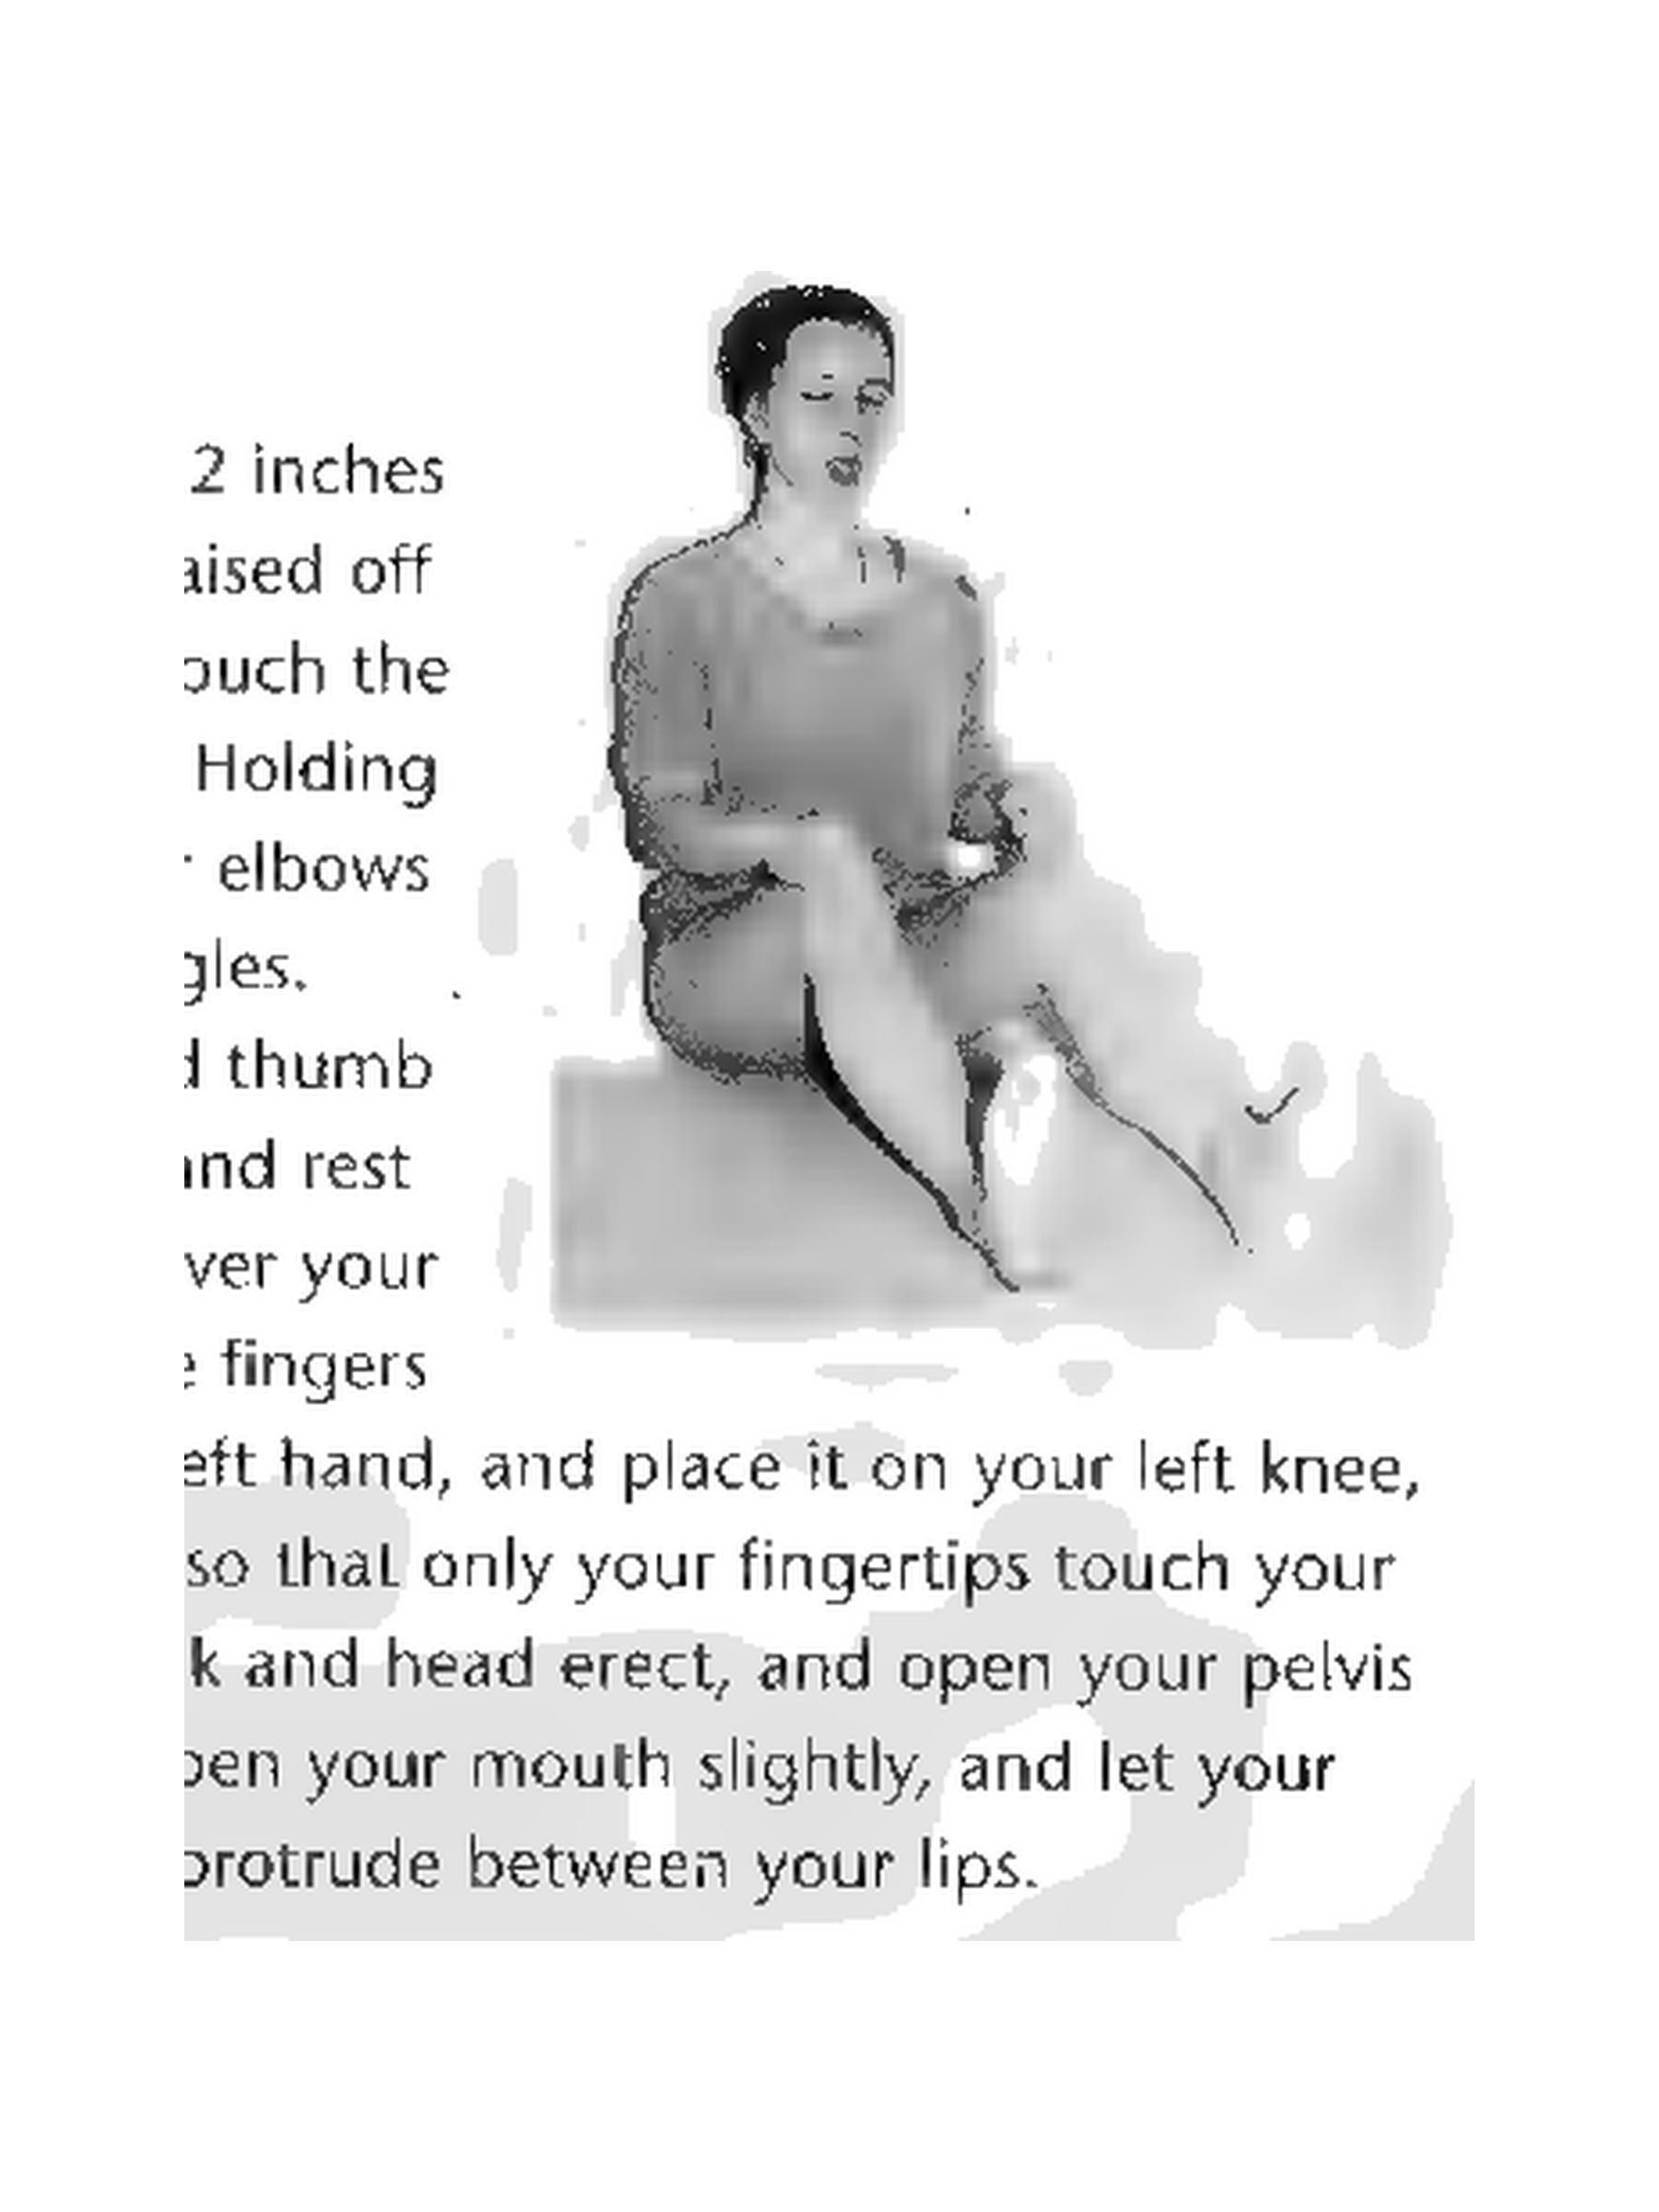 2 inches
aised off
ouch the
Holding
r elbows
gles.
d thumb
and rest
ver your
e fingers
eft hand, and place it on your left knee,
so that only your fingertips touch your
k and head erect, and open your pelvis
pen your mouth slightly, and let your
protrude between your lips.